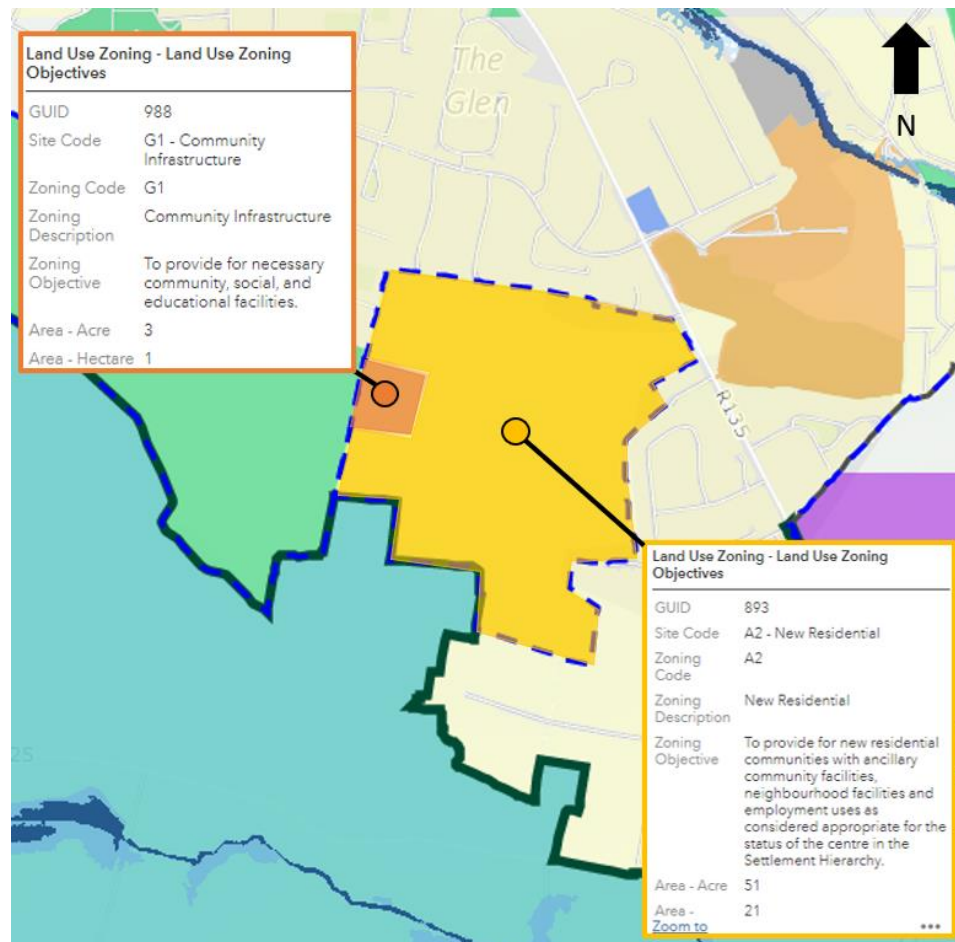 Land Use Zoning - Land Use Zoning
Objectives
GUID 988
Site Code G1 - Community
Infrastructure
Zoning Code G1
Zoning Community Infrastructure
Description
Zoning To provide for necessary
Objective community, social, and
educational facilities.
Area - Acre 3
Area - Hectare 1
The
Glen
N
R135
25
Land Use Zoning - Land Use Zoning
Objectives
GUID 893
Site Code A2 - New Residential
Zoning A2
Code
Zoning New Residential
Description
Zoning To provide for new residential
Objective communities with ancillary
community facilities,
neighbourhood facilities and
employment uses as
considered appropriate for the
status of the centre in the
Settlement Hierarchy.
Area - Acre 51
Area - 21
Zoom to •••